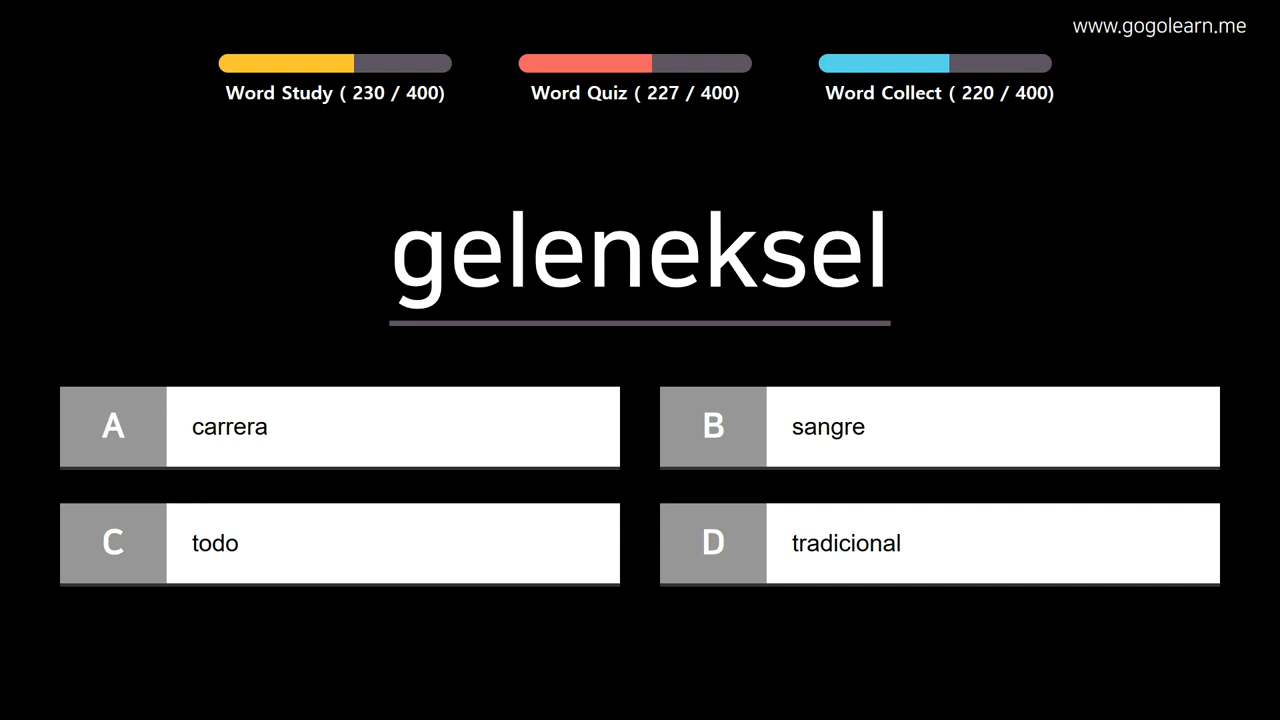 www.gogolearn.me
Word Study ( 230 / 400)
Word Quiz ( 227 / 400)
Word Collect ( 220 / 400)
geleneksel
A carrera
B sangre
C todo
D tradicional